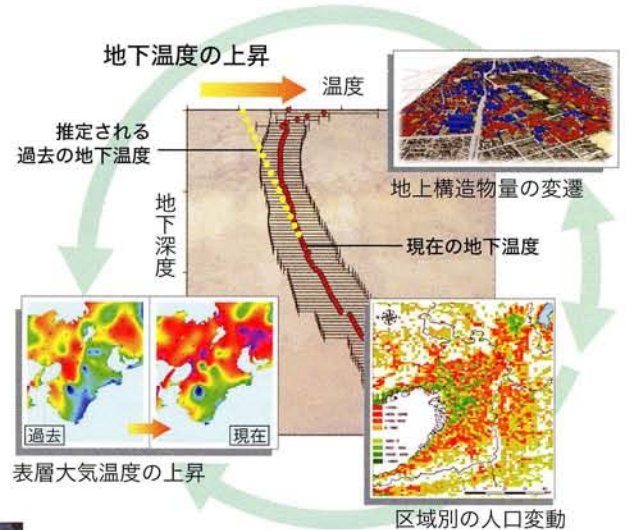 地下温度の上昇
温度
推定される
過去の地下温度
地上構造物量の変遷
地下深度
現在の地下温度
過去
現在
表層大気温度の上昇
区域別の人口変動